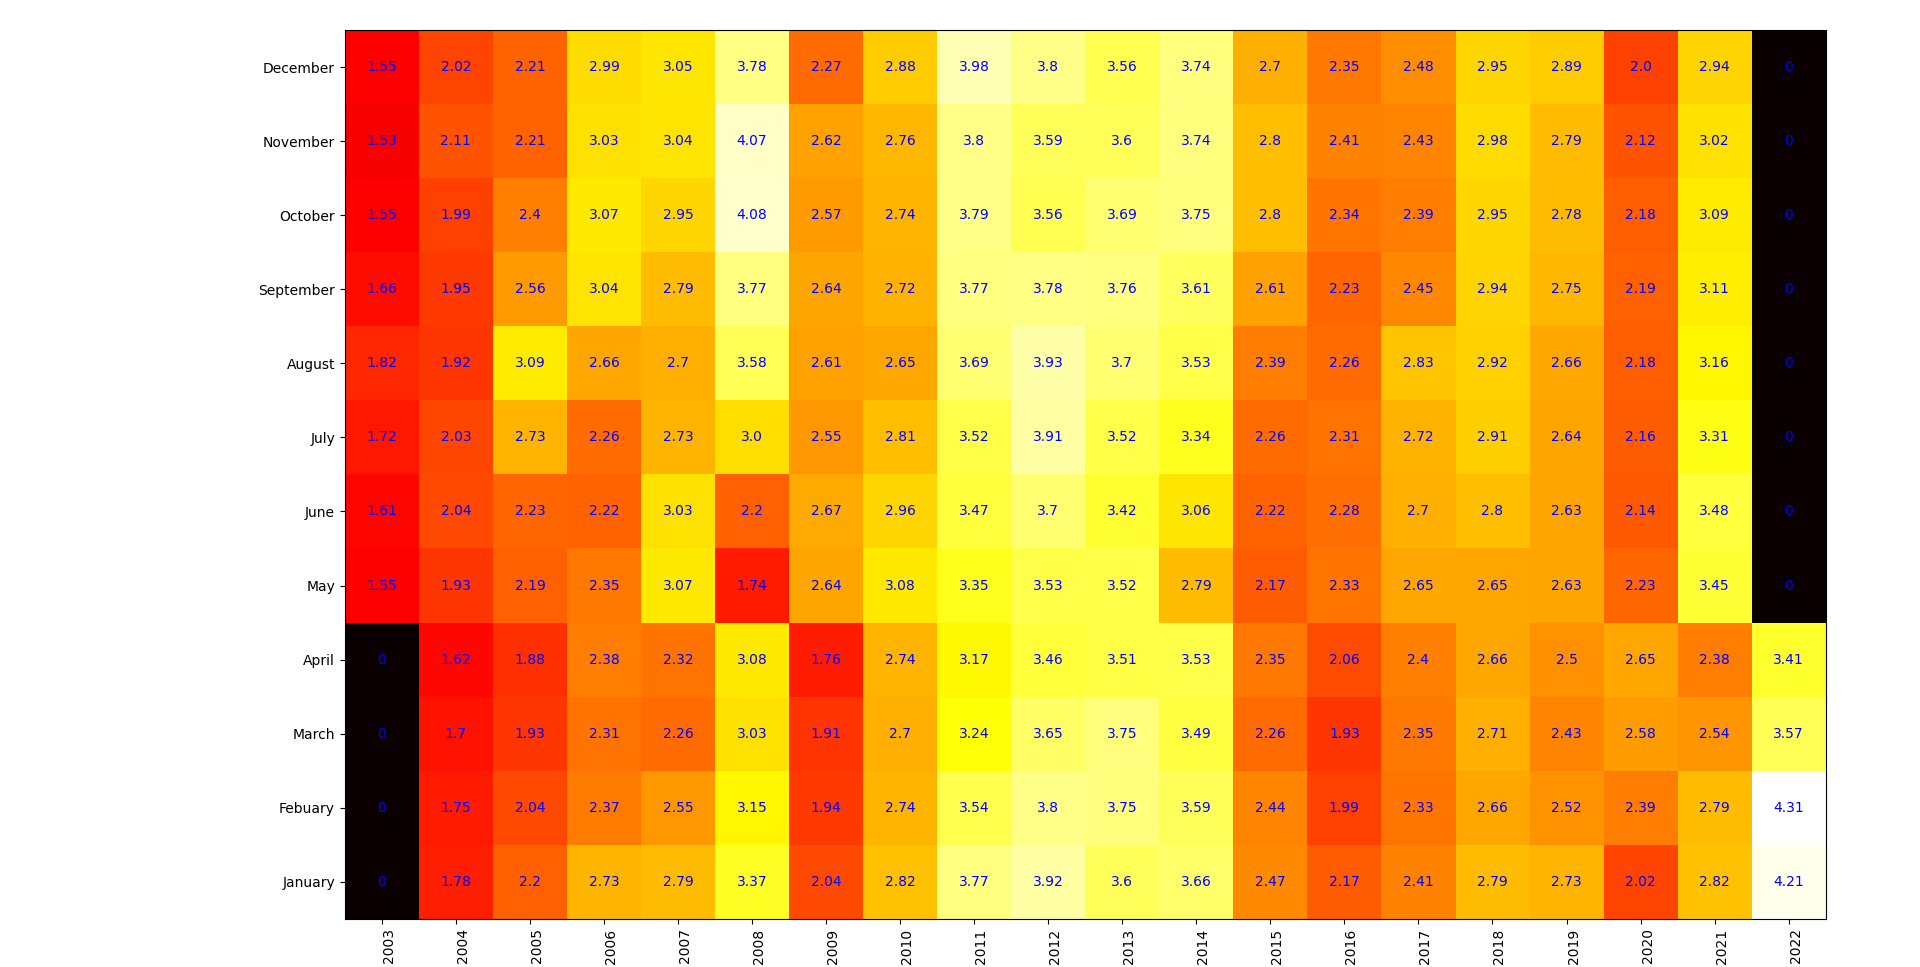 December 1.55 2.02 2.21 2.99 3.05 3.78 2.27 2.88 3.98 3.8 3.56 3.74 2.7 2.35 2.48 2.95 2.89 2.0 2.94 0
November 1.53 2.11 2.21 3.03 3.04 4.07 2.62 2.76 3.8 3.59 3.6 3.74 2.8 2.41 2.43 2.98 2.79 2.12 3.02 0
October 1.55 1.99 2.4 3.07 2.95 4.08 2.57 2.74 3.79 3.56 3.69 3.75 2.8 2.34 2.39 2.95 2.78 2.18 3.09 0
September 1.66 1.95 2.56 3.04 2.79 3.77 2.64 2.72 3.77 3.78 3.76 3.61 2.61 2.23 2.45 2.94 2.75 2.19 3.11 0
August 1.82 1.92 3.09 2.66 2.7 3.58 2.61 2.65 3.69 3.93 3.7 3.53 2.39 2.26 2.83 2.92 2.66 2.18 3.16 0
July 1.72 2.03 2.73 2.26 2.73 3.0 2.55 2.81 3.52 3.91 3.52 3.34 2.26 2.31 2.72 2.91 2.64 2.16 3.31 0
June 1.61 2.04 2.23 2.22 3.03 2.2 2.67 2.96 3.47 3.7 3.42 3.06 2.22 2.28 2.7 2.8 2.63 2.14 3.48 0
May 1.55 1.93 2.19 2.35 3.07 1.74 2.64 3.08 3.35 3.53 3.52 2.79 2.17 2.33 2.65 2.65 2.63 2.23 3.45 0
April 0 1.62 1.88 2.38 2.32 3.08 1.76 2.74 3.17 3.46 3.51 3.53 2.35 2.06 2.4 2.66 2.5 2.65 2.38 3.41
March 0 1.7 1.93 2.31 2.26 3.03 1.91 2.7 3.24 3.65 3.75 3.49 2.26 1.93 2.35 2.71 2.43 2.58 2.54 3.57
Febuary 0 1.75 2.04 2.37 2.55 3.15 1.94 2.74 3.54 3.8 3.75 3.59 2.44 1.99 2.33 2.66 2.52 2.39 2.79 4.31
January 0 1.78 2.2 2.73 2.79 3.37 2.04 2.82 3.77 3.92 3.6 3.66 2.47 2.17 2.41 2.79 2.73 2.02 2.82 4.21
2003 2004 2005 2006 2007 2008 2009 2010 2011 2012 2013 2014 2015 2016 2017 2018 2019 2020 2021 2022